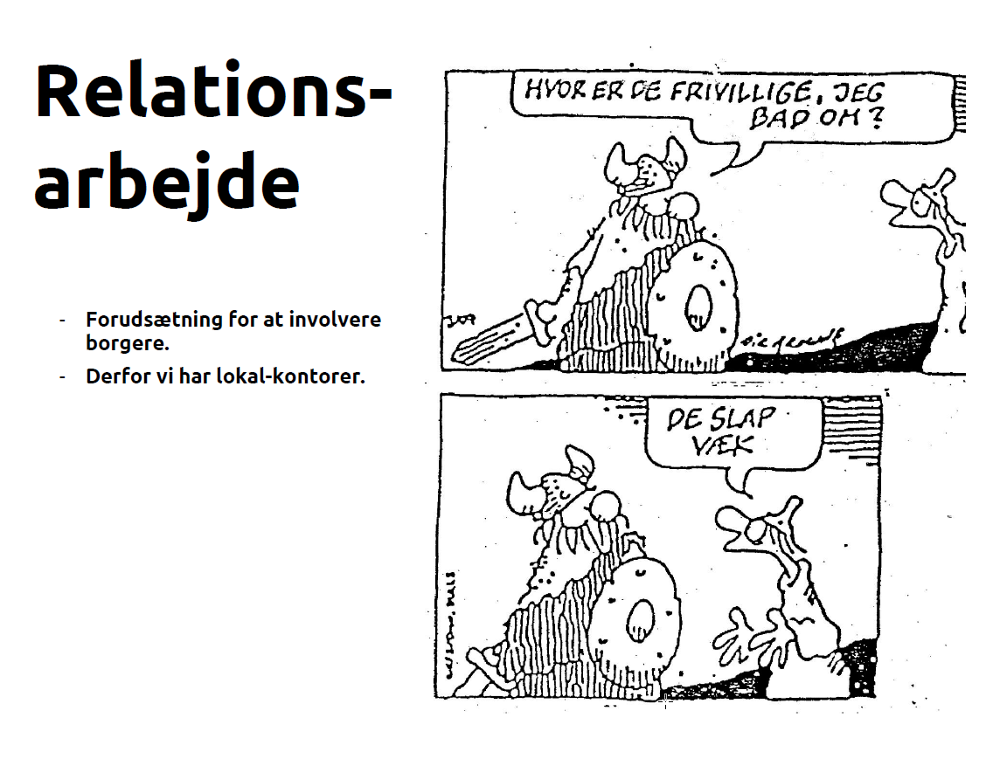 Relations-
arbejde
- Forudsætning for at involvere
borgere.
- Derfor vi har lokal-kontorer.
HVOR ER DE FRIVILLIGE, JEG
BAD OM?
DE SLAP
VÆK